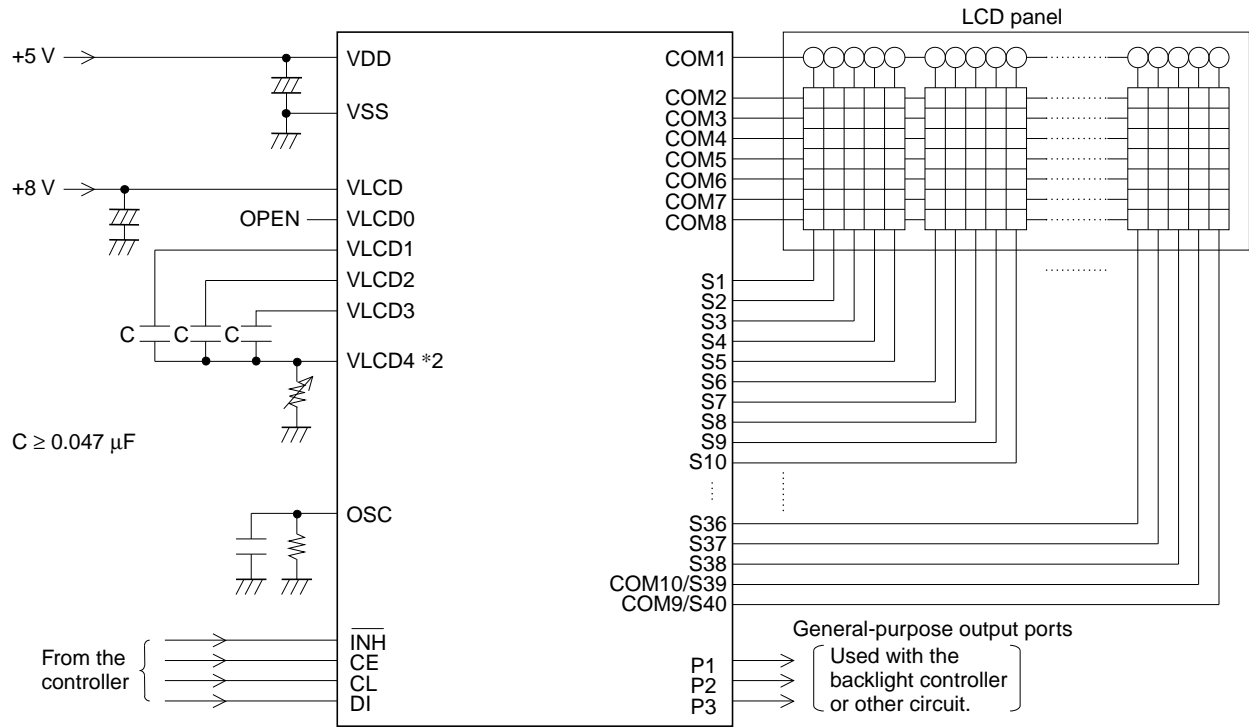 LCD panel
+5 V
VDD
VSS
+8 V
VLCD
OPEN
VLCD0
VLCD1
VLCD2
VLCD3
C
C
C
VLCD4 *2
C ≥ 0.047 μF
OSC
From the
controller
INH
CE
CL
DI
COM1
COM2
COM3
COM4
COM5
COM6
COM7
COM8
S1
S2
S3
S4
S5
S6
S7
S8
S9
S10
S36
S37
S38
COM10/S39
COM9/S40
General-purpose output ports
P1
P2
P3
Used with the
backlight controller
or other circuit.